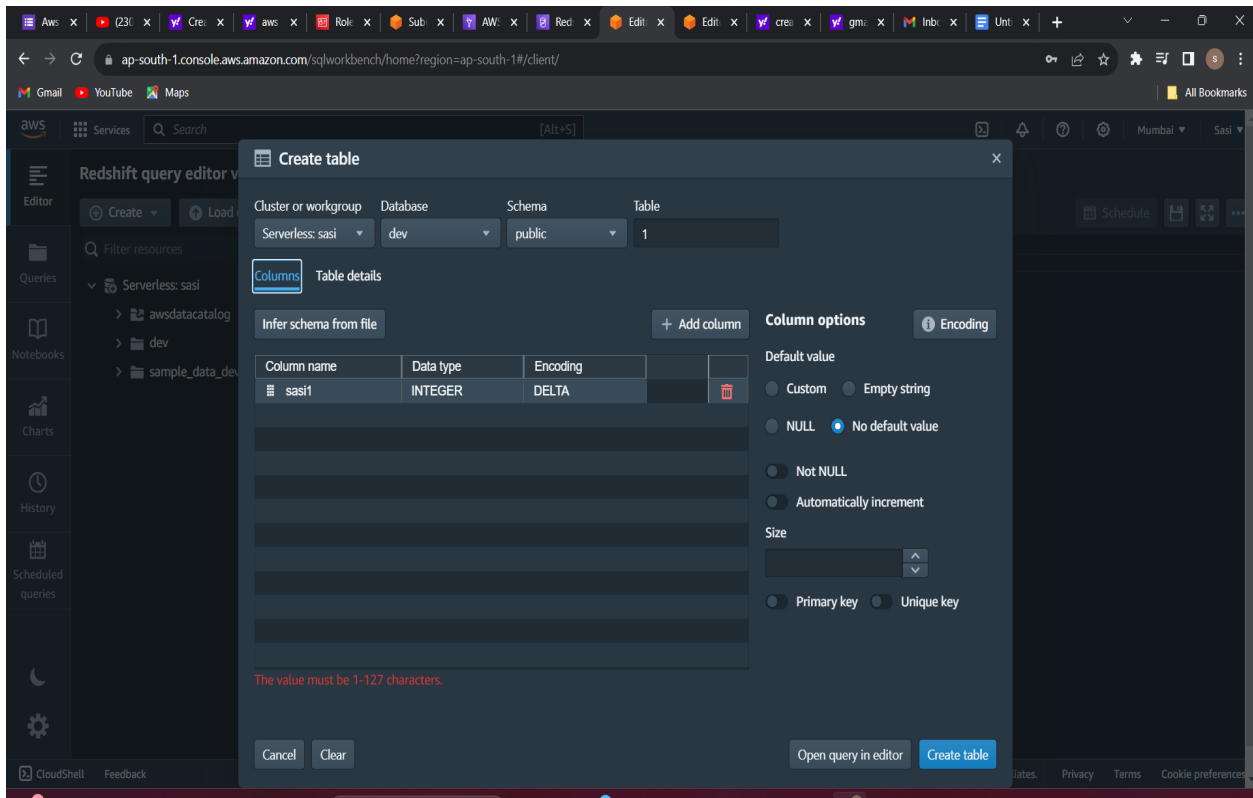 Aws
(230
Crea
aws
Role
Sub
AWS
Red
Edit
Edit
crea
gma
Inbo
Unti
ap-south-1.console.aws.amazon.com/sqlworkbench/home?region=ap-south-1#/client/
S
Gmail YouTube Maps All Bookmarks
aws Services Search [Alt+S] Mumbai Sasi
Create table
Redshift query editor v
Editor
Create Load
Filter resources
Queries
Serverless: sasi
awsdatacatalog
Notebooks
dev
sample_data_dev
Charts
History
Scheduled
queries
Schedule
Cluster or workgroup Database Schema Table
Serverless: sasi dev public 1
Columns Table details
Infer schema from file + Add column
Column name Data type Encoding
sasi1 INTEGER DELTA
The value must be 1-127 characters.
Column options Encoding
Default value
Custom Empty string
NULL No default value
Not NULL
Automatically increment
Size
Primary key Unique key
Cancel Clear Open query in editor Create table
CloudShell Feedback Privacy Terms Cookie preferences